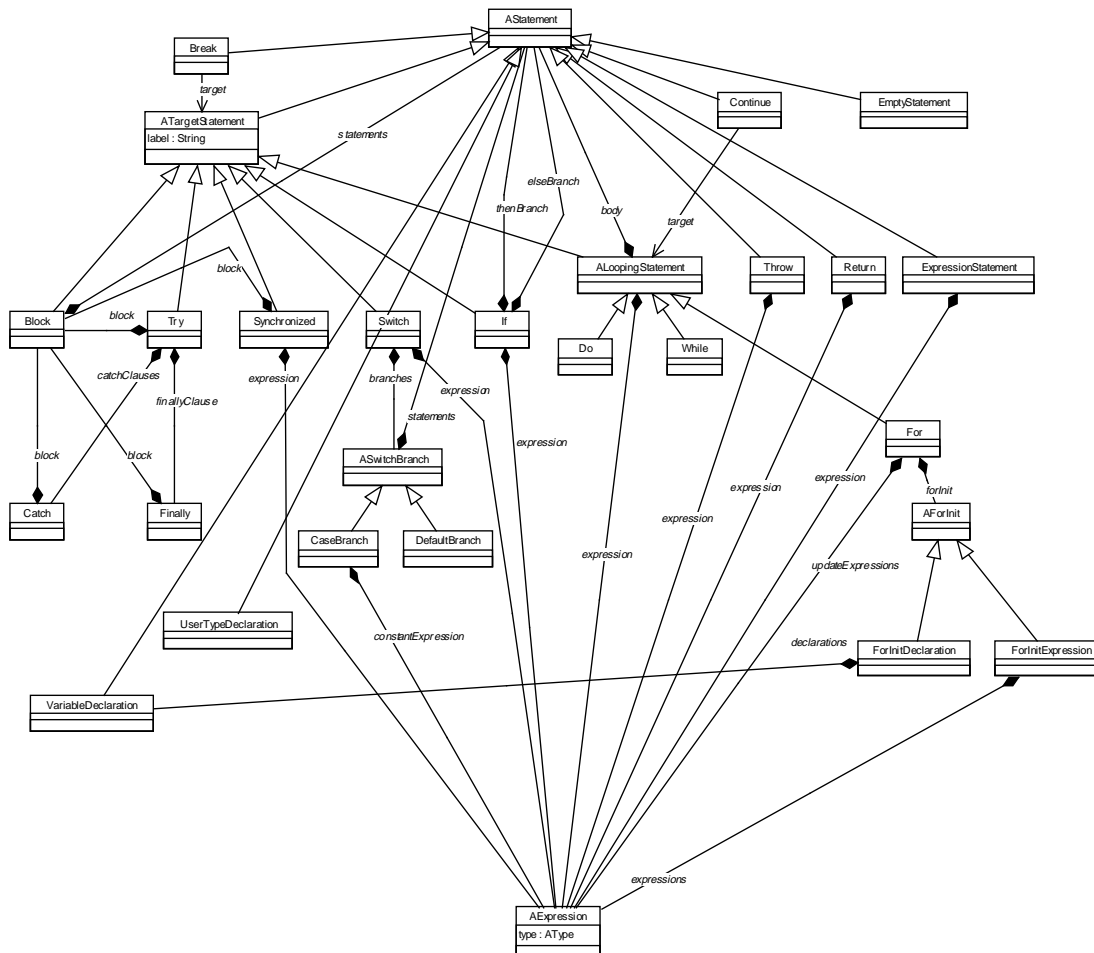 AStatement
Break
target
Continue
EmptyStatement
ATargetStatement
label : String
statements
elseBranch
thenBranch
body
target
block
ALoopingStatement
Throw
Return
ExpressionStatement
Block
block
Try
Synchronized
Switch
If
Do
While
catchClauses
expression
branches
expression
finallyClause
statements
For
block
block
expression
ASwitchBranch
expression
expression
forInit
Catch
Finally
AForInit
expression
CaseBranch
DefaultBranch
expression
updateExpressions
UserTypeDeclaration
constantExpression
declarations
ForInitDeclaration
ForInitExpression
VariableDeclaration
expressions
AExpression
type : AType